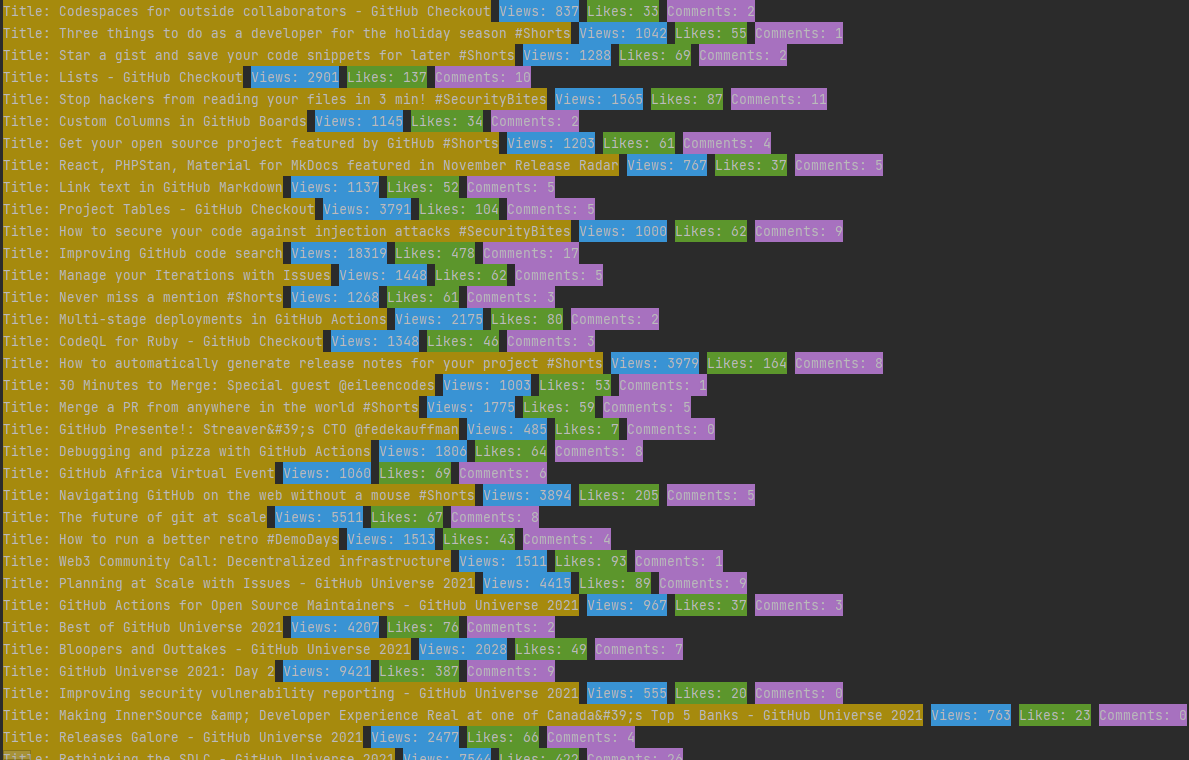 Title: Codespaces for outside collaborators - GitHub Checkout Views: 837 Likes: 33 Comments: 2
Title: Three things to do as a developer for the holiday season #Shorts Views: 1042 Likes: 55 Comments: 1
Title: Star a gist and save your code snippets for later #Shorts Views: 1288 Likes: 69 Comments: 2
Title: Lists - GitHub Checkout Views: 2901 Likes: 137 Comments: 10
Title: Stop hackers from reading your files in 3 min! #SecurityBites Views: 1565 Likes: 87 Comments: 11
Title: Custom Columns in GitHub Boards Views: 1145 Likes: 34 Comments: 2
Title: Get your open source project featured by GitHub #Shorts Views: 1203 Likes: 61 Comments: 4
Title: React, PHPStan, Material for MkDocs featured in November Release Radar Views: 767 Likes: 37 Comments: 5
Title: Link text in GitHub Markdown Views: 1137 Likes: 52 Comments: 5
Title: Project Tables - GitHub Checkout Views: 3791 Likes: 104 Comments: 5
Title: How to secure your code against injection attacks #SecurityBites Views: 1000 Likes: 62 Comments: 9
Title: Improving GitHub code search Views: 18319 Likes: 478 Comments: 17
Title: Manage your Iterations with Issues Views: 1448 Likes: 62 Comments: 5
Title: Never miss a mention #Shorts Views: 1268 Likes: 61 Comments: 3
Title: Multi-stage deployments in GitHub Actions Views: 2175 Likes: 80 Comments: 2
Title: CodeQL for Ruby - GitHub Checkout Views: 1348 Likes: 46 Comments: 3
Title: How to automatically generate release notes for your project #Shorts Views: 3979 Likes: 164 Comments: 8
Title: 30 Minutes to Merge: Special guest @eileencodes Views: 1003 Likes: 53 Comments: 1
Title: Merge a PR from anywhere in the world #Shorts Views: 1775 Likes: 59 Comments: 5
Title: GitHub Presente!: Streaver&#39;s CTO @fedekauffman Views: 485 Likes: 7 Comments: 0
Title: Debugging and pizza with GitHub Actions Views: 1806 Likes: 64 Comments: 8
Title: GitHub Africa Virtual Event Views: 1060 Likes: 69 Comments: 6
Title: Navigating GitHub on the web without a mouse #Shorts Views: 3894 Likes: 205 Comments: 5
Title: The future of git at scale Views: 5511 Likes: 67 Comments: 8
Title: How to run a better retro #DemoDays Views: 1513 Likes: 43 Comments: 4
Title: Web3 Community Call: Decentralized infrastructure Views: 1511 Likes: 93 Comments: 1
Title: Planning at Scale with Issues - GitHub Universe 2021 Views: 4415 Likes: 89 Comments: 9
Title: GitHub Actions for Open Source Maintainers - GitHub Universe 2021 Views: 967 Likes: 37 Comments: 3
Title: Best of GitHub Universe 2021 Views: 4207 Likes: 76 Comments: 2
Title: Bloopers and Outtakes - GitHub Universe 2021 Views: 2028 Likes: 49 Comments: 7
Title: GitHub Universe 2021: Day 2 Views: 9421 Likes: 387 Comments: 9
Title: Improving security vulnerability reporting - GitHub Universe 2021 Views: 555 Likes: 20 Comments: 0
Title: Making InnerSource &amp; Developer Experience Real at one of Canada&#39;s Top 5 Banks - GitHub Universe 2021 Views: 763 Likes: 23 Comments: 0
Title: Releases Galore - GitHub Universe 2021 Views: 2477 Likes: 66 Comments: 4
Title: Rethinking the SDLC - GitHub Universe 2021 Views: 7544 Likes: 422 Comments: 26